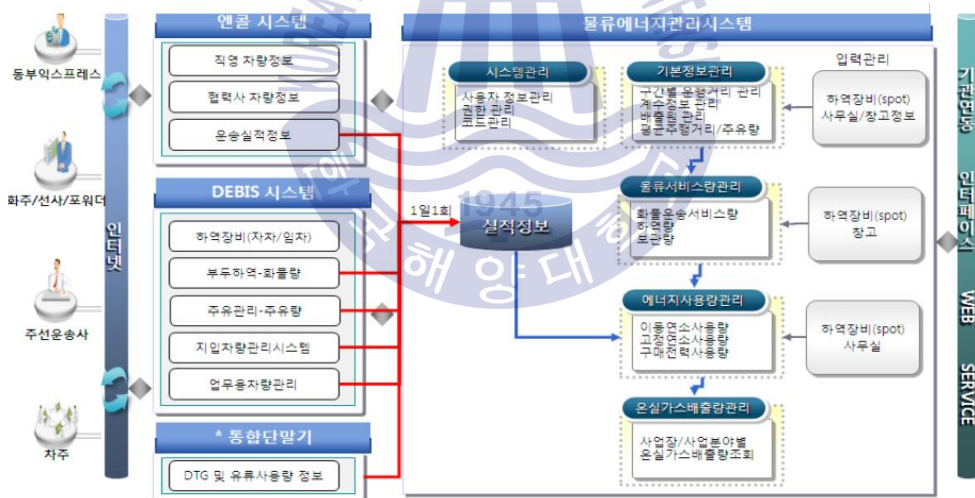 엔콜 시스템
직영 차량정보
협력사 차량정보
운송실적정보
DEBIS 시스템
하역장비(자차/임차)
부두하역-화물량
주유관리-주유량
지입차량관리시스템
업무용차량관리
* 통합단말기
DTG 및 유류사용량 정보
동부익스프레스
화주/선사/포워더
주선운송사
차주
인터넷
1일1회
실적정보
물류에너지관리시스템
시스템관리
사용자 정보관리
권한 관리
코드관리
기본정보관리
구간별 운행거리 관리
계수정보 관리
배출원 관리
평균주행거리/주유량
입력관리
하역장비(spot)
사무실/창고정보
물류서비스량관리
화물운송서비스량
하역량
보관량
하역장비(spot)
창고
에너지사용량관리
이동연소사용량
고정연소사용량
구매전력사용량
하역장비(spot)
사무실
온실가스배출량관리
사업장/사업분야별
온실가스배출량조회
기관연동 인터페이스 WEB SERVICE
1945
국해양대학